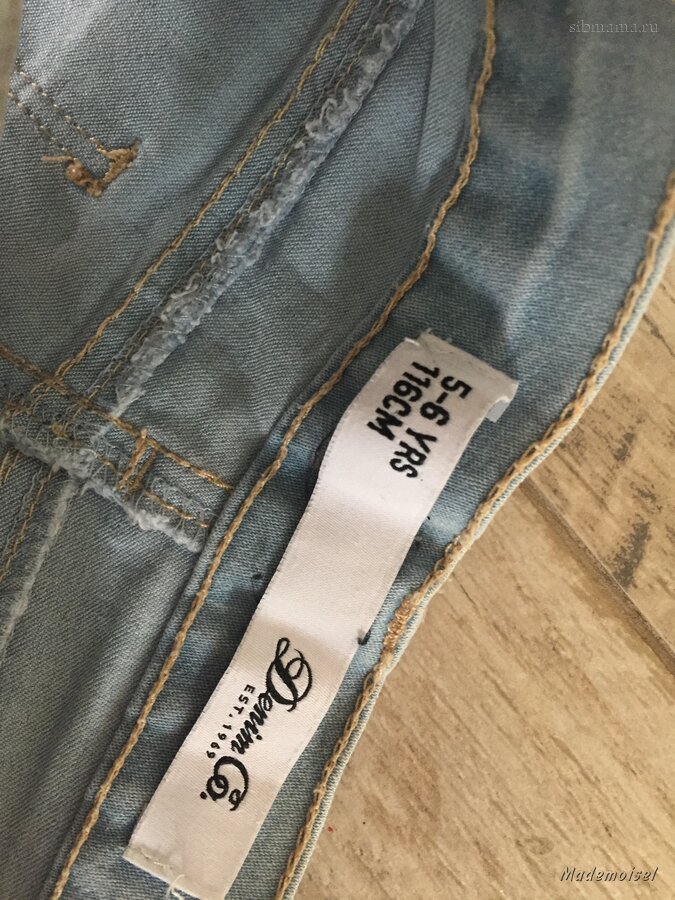 sibmama.ru
5-6 YRS
116CM
Denim Co.
EST. 1969
Mademoisel